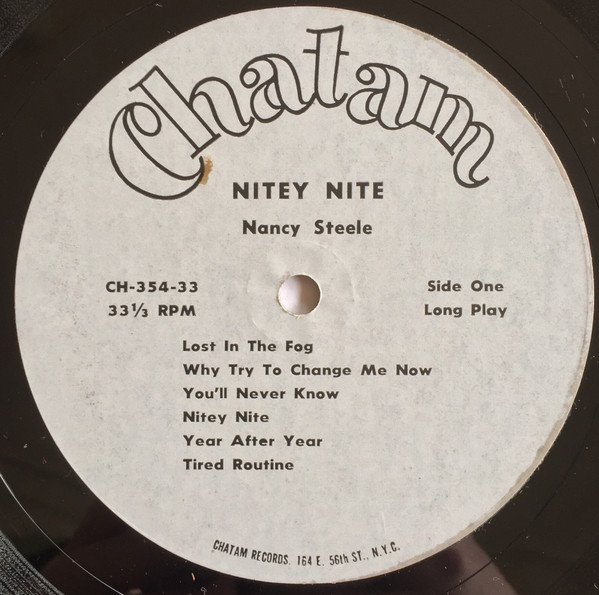 Chatam
NITEY NITE
Nancy Steele
CH-354-33 Side One
33⅓ RPM Long Play
Lost In The Fog
Why Try To Change Me Now
You'll Never Know
Nitey Nite
Year After Year
Tired Routine
CHATAM RECORDS. 164 E. 56th ST., N.Y.C.